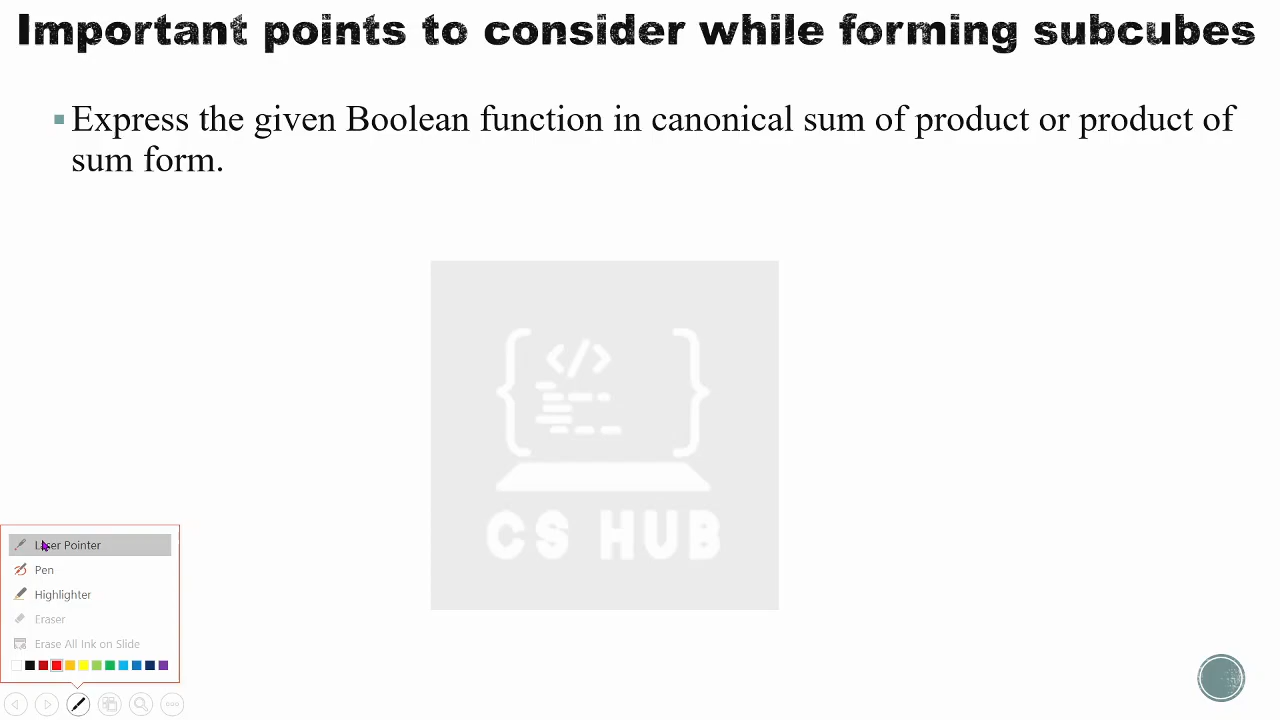 Important points to consider while forming subcubes
Express the given Boolean function in canonical sum of product or product of
sum form.
</>
CS HUB
Laser Pointer
Pen
Highlighter
Eraser
Erase All Ink on Slide